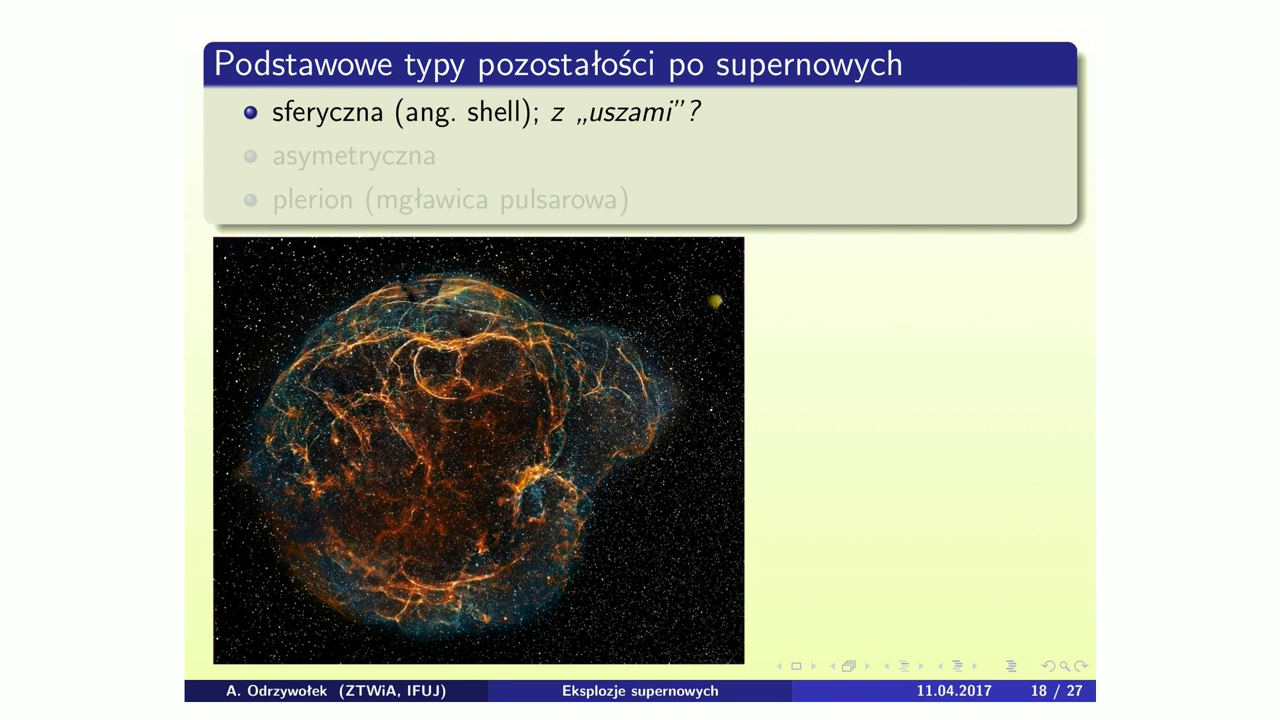 Podstawowe typy pozostałości po supernowych
sferyczna (ang. shell); z „uszami”?
asymetryczna
plerion (mgławica pulsarowa)
A. Odrzywołek (ZTWiA, IFUJ)
Eksplozje supernowych
11.04.2017
18 / 27